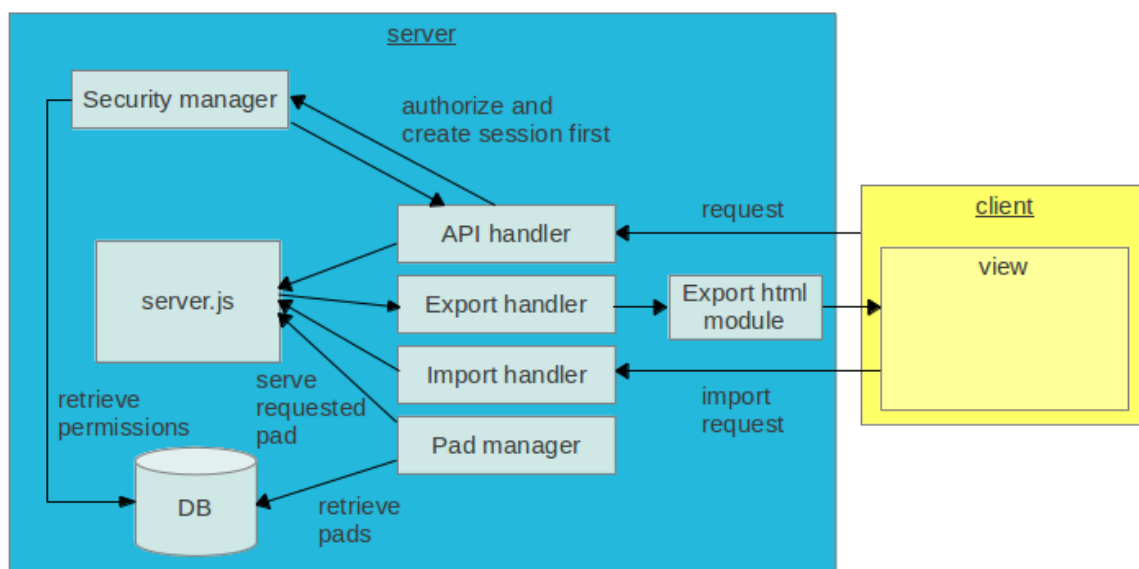 server
Security manager
authorize and
create session first
request
client
API handler
view
server.js
Export handler
Export html
module
Import handler
serve
requested
pad
import
request
retrieve
permissions
Pad manager
DB
retrieve
pads